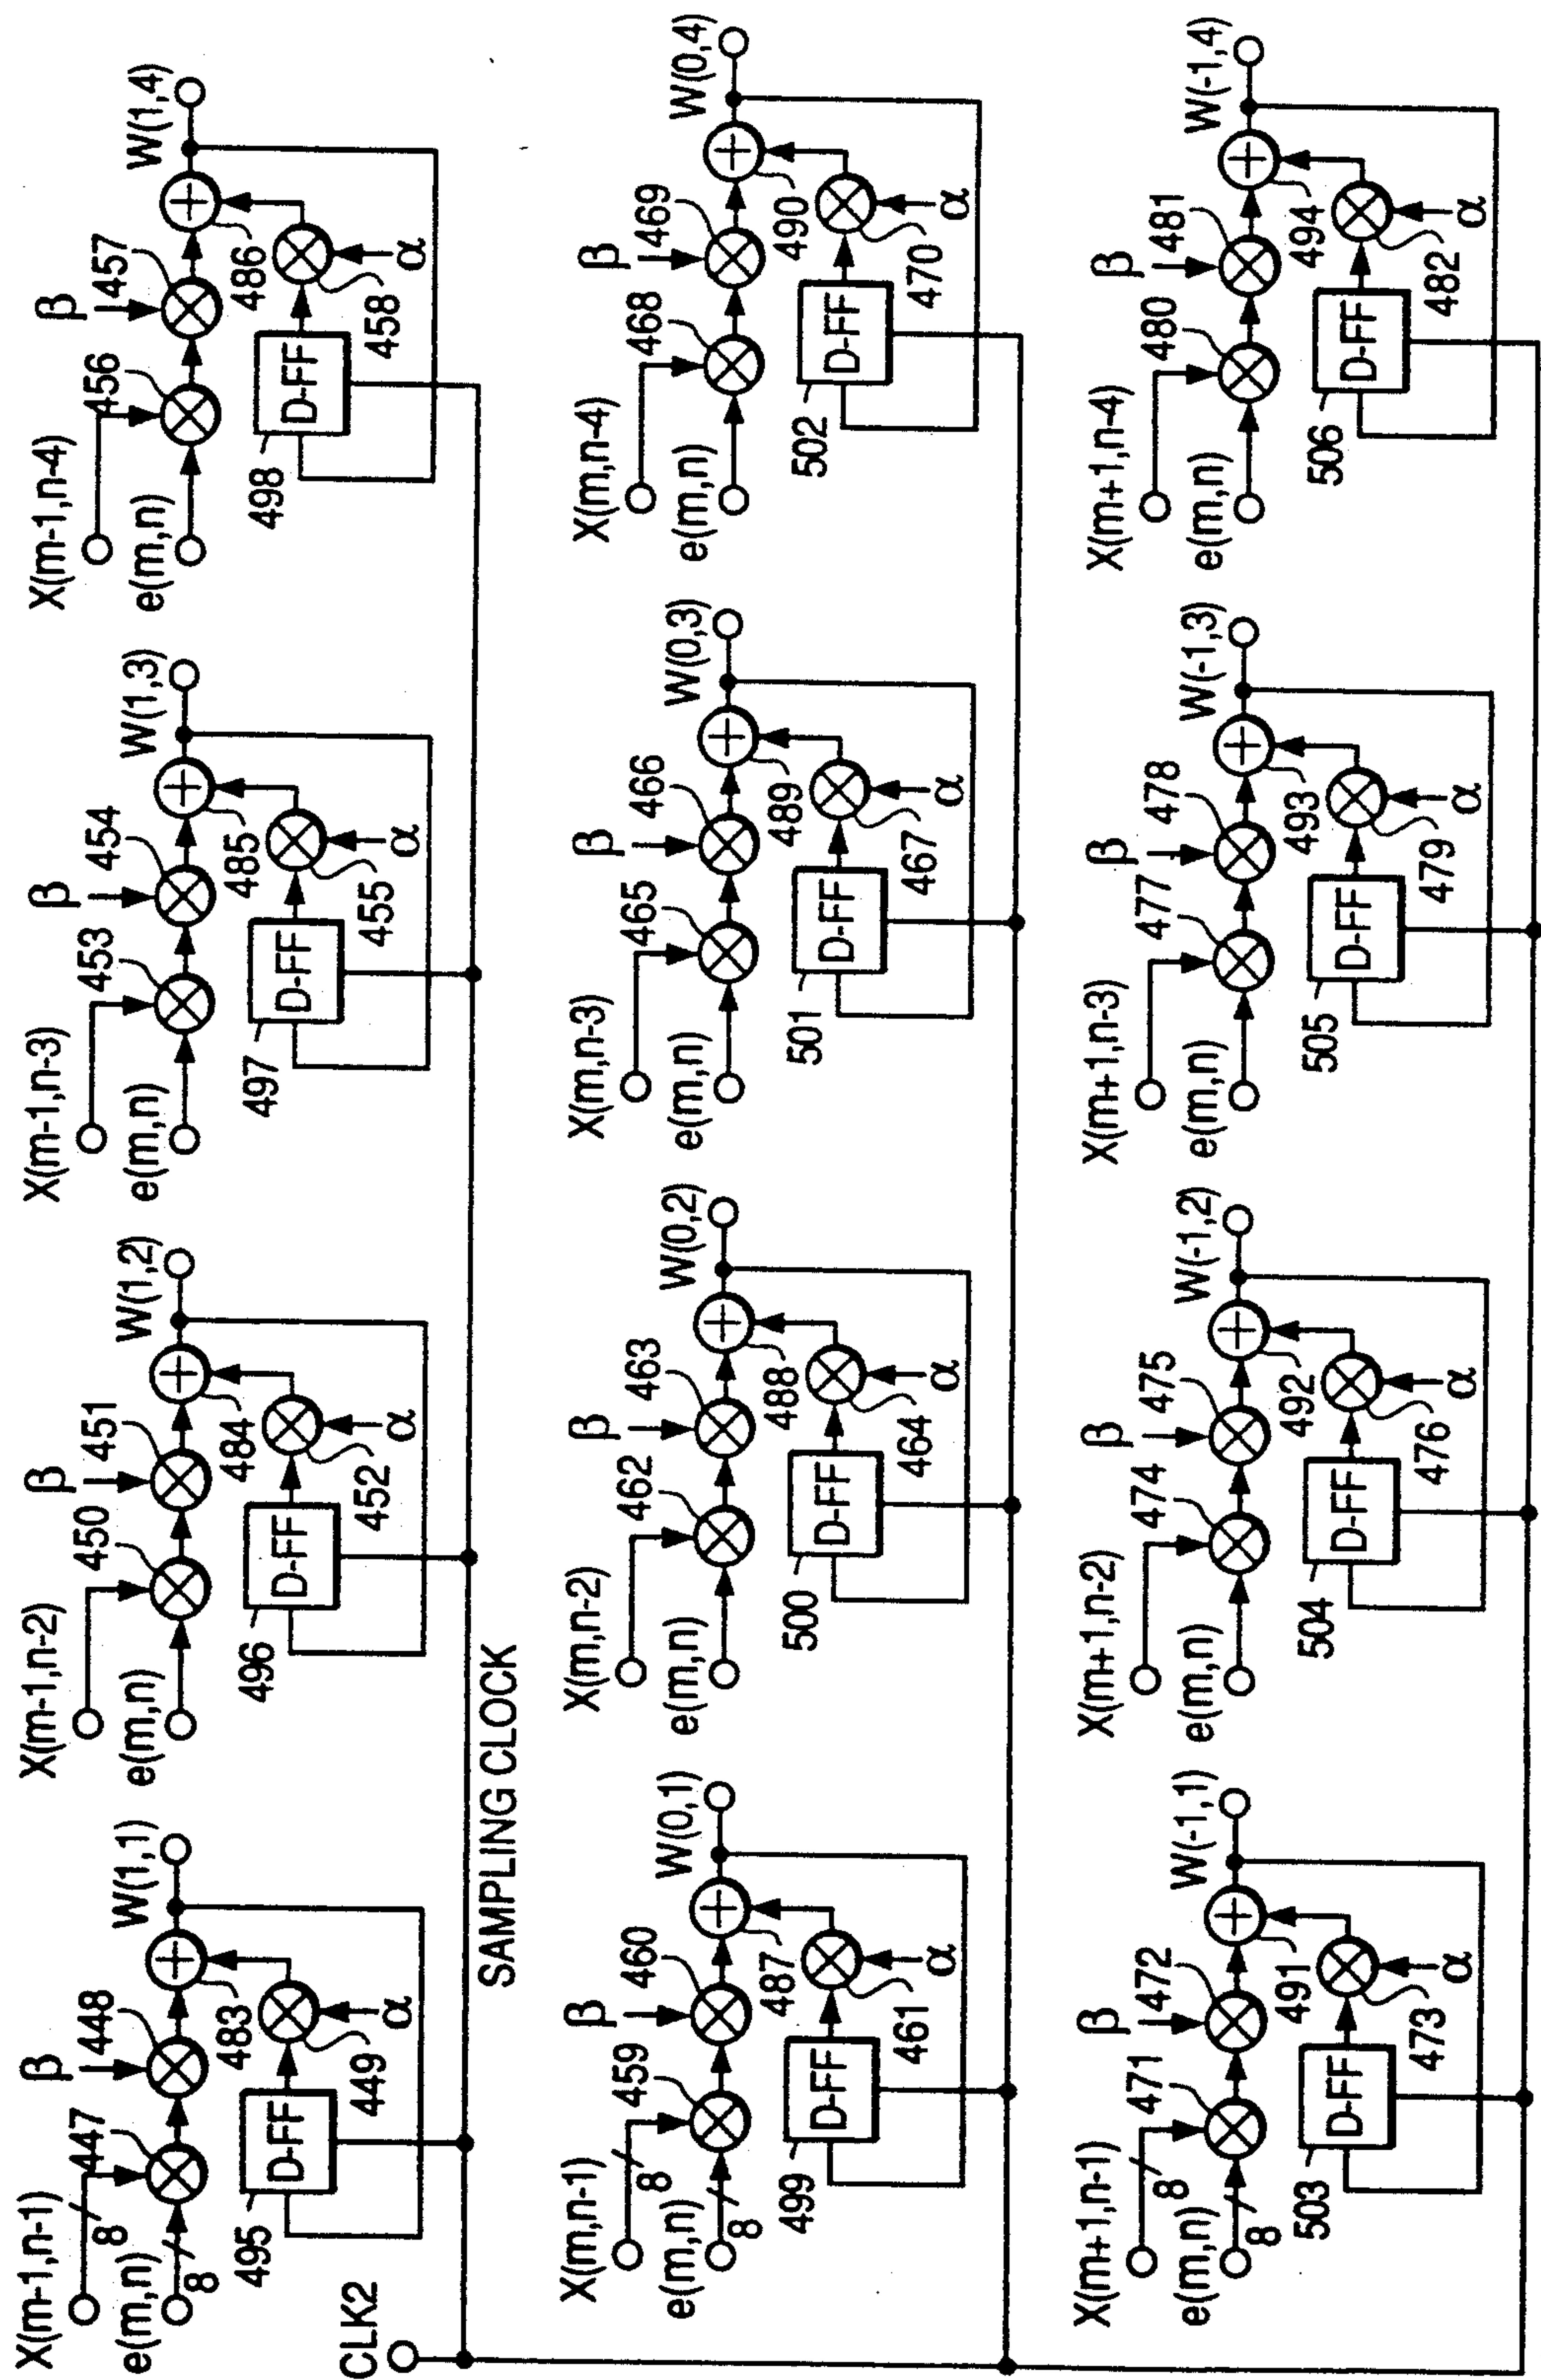 X(m-1,n-1)
447
β
448
W(1,1)
e(m,n)
8
8
483
495
D-FF
449
α
X(m-1,n-2)
450
β
451
W(1,2)
e(m,n)
484
496
D-FF
452
α
X(m-1,n-3)
453
β
454
W(1,3)
e(m,n)
485
497
D-FF
455
α
X(m-1,n-4)
456
β
457
W(1,4)
e(m,n)
486
498
D-FF
458
α
CLK2
SAMPLING CLOCK
X(m,n-1)
459
β
460
W(0,1)
e(m,n)
8
8
487
499
D-FF
461
α
X(m,n-2)
462
β
463
W(0,2)
e(m,n)
488
500
D-FF
464
α
X(m,n-3)
465
β
466
W(0,3)
e(m,n)
489
501
D-FF
467
α
X(m,n-4)
468
β
469
W(0,4)
e(m,n)
490
502
D-FF
470
α
X(m+1,n-1)
471
β
472
W(-1,1)
e(m,n)
8
8
491
503
D-FF
473
α
X(m+1,n-2)
474
β
475
W(-1,2)
e(m,n)
492
504
D-FF
476
α
X(m+1,n-3)
477
β
478
W(-1,3)
e(m,n)
493
505
D-FF
479
α
X(m+1,n-4)
480
β
481
W(-1,4)
e(m,n)
494
506
D-FF
482
α